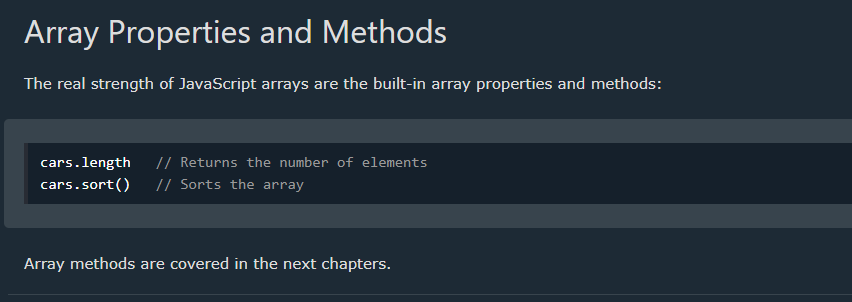 Array Properties and Methods
The real strength of JavaScript arrays are the built-in array properties and methods:
cars.length   // Returns the number of elements
cars.sort()   // Sorts the array
Array methods are covered in the next chapters.